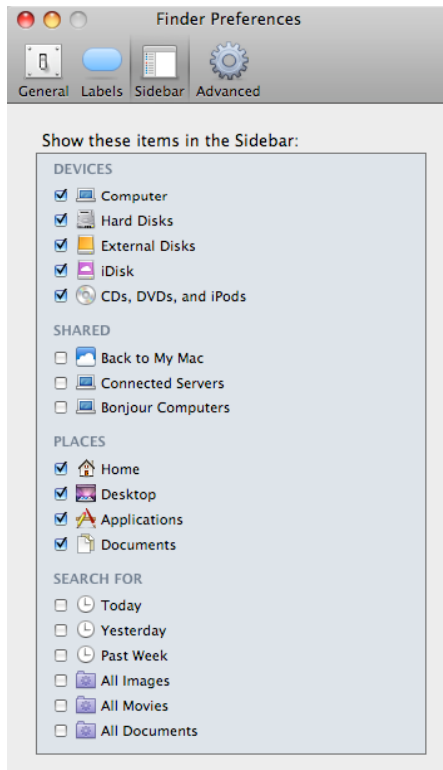 Finder Preferences
General Labels Sidebar Advanced
Show these items in the Sidebar:
DEVICES
Computer
Hard Disks
External Disks
iDisk
CDs, DVDs, and iPods
SHARED
Back to My Mac
Connected Servers
Bonjour Computers
PLACES
Home
Desktop
Applications
Documents
SEARCH FOR
Today
Yesterday
Past Week
All Images
All Movies
All Documents